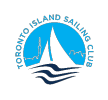 TORONTO ISLAND SAILING CLUB